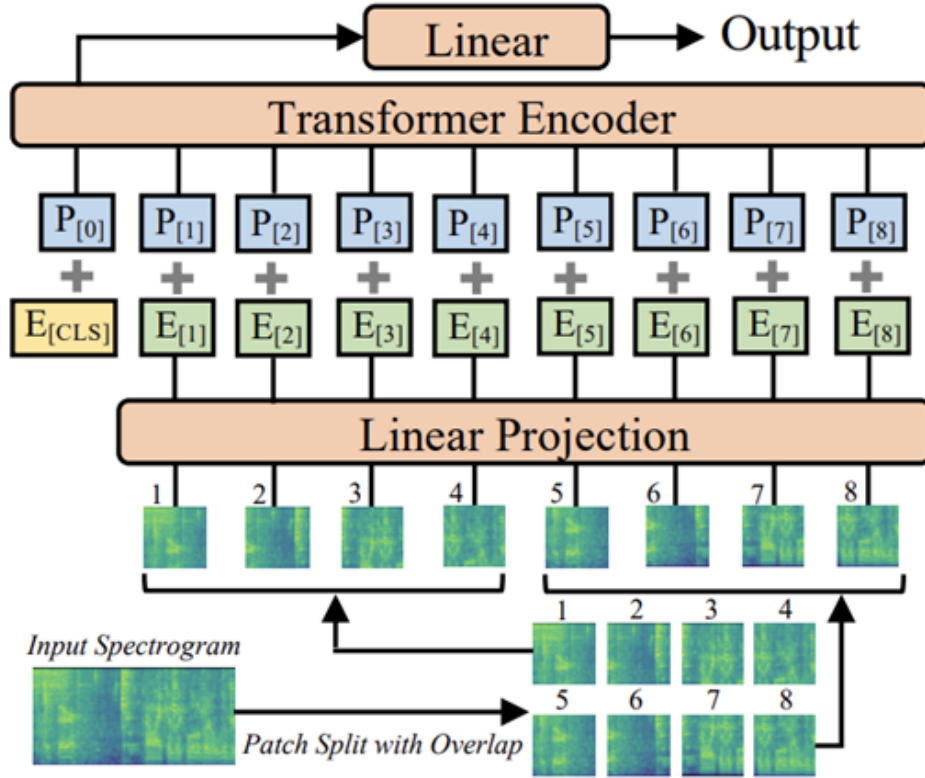 Linear
Output
Transformer Encoder
P[0] P[1] P[2] P[3] P[4] P[5] P[6] P[7] P[8]
+ + + + + + + + +
E[CLS] E[1] E[2] E[3] E[4] E[5] E[6] E[7] E[8]
Linear Projection
1 2 3 4 5 6 7 8
1 2 3 4
Input Spectrogram
5 6 7 8
Patch Split with Overlap